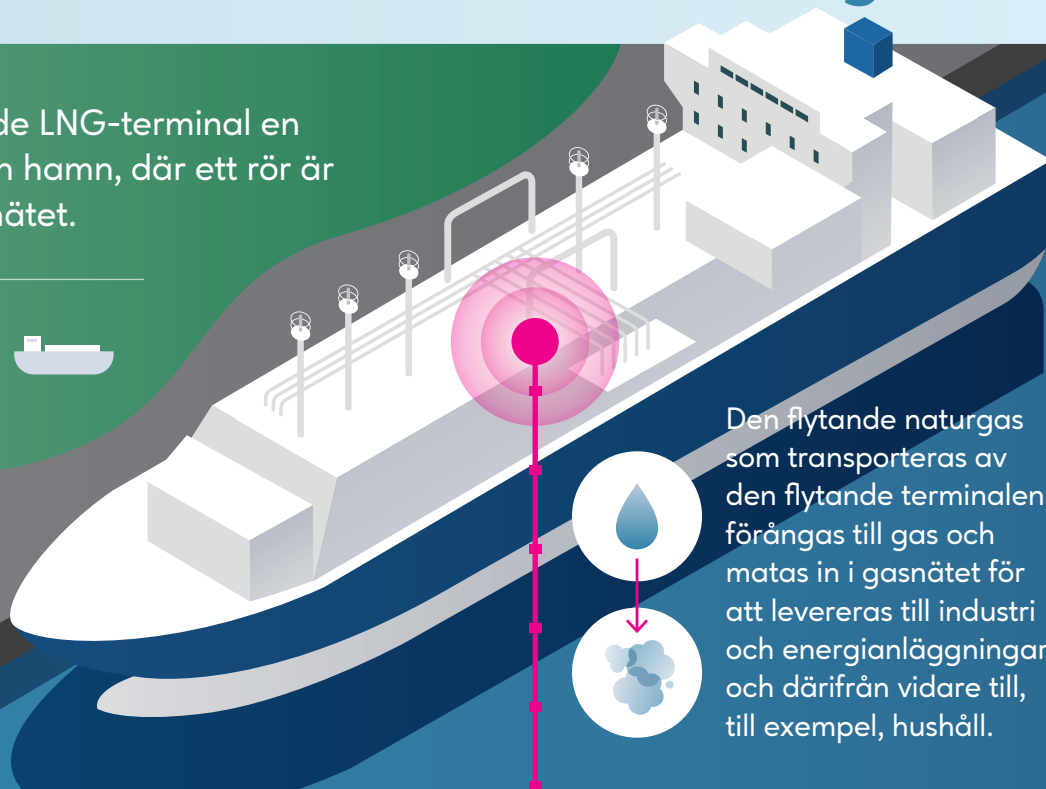 de LNG-terminal en
hamn, där ett rör är
Den flytande naturgas
som transporteras av
den flytande terminalen
förångas till gas och
matas in i gasnätet för
att levereras till industri
och energianläggningar
och därifrån vidare till,
till exempel, hushåll.